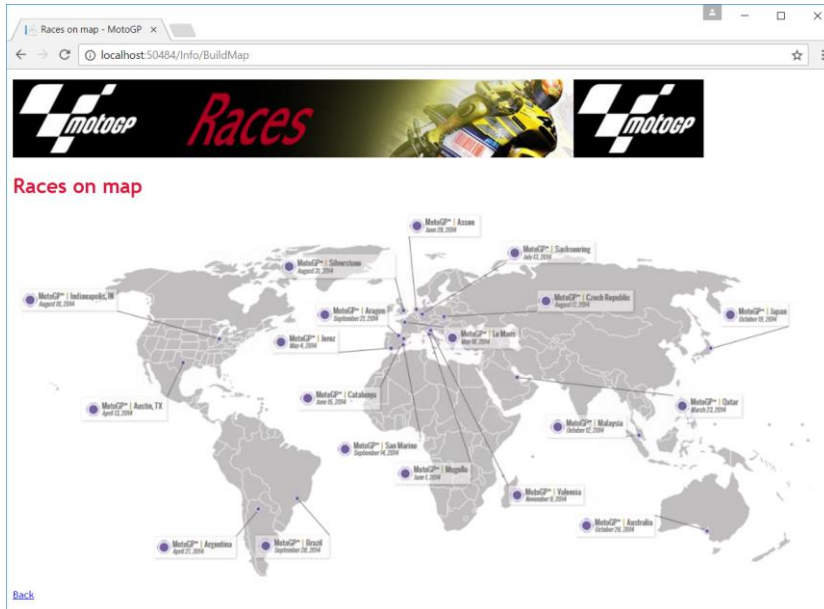 Races on map - MotoGP
localhost:50484/Info/BuildMap
motoGP
Races
motoGP
Races on map
MotoGP™ | Assen
June 28, 2014
MotoGP™ | Sachsenring
July 13, 2014
MotoGP™ | Silverstone
August 31, 2014
MotoGP™ | Indianapolis, IN
August 10, 2014
MotoGP™ | Czech Republic
August 17, 2014
MotoGP™ | Aragon
September 21, 2014
MotoGP™ | Japan
October 19, 2014
MotoGP™ | Jerez
May 4, 2014
MotoGP™ | Le Mans
May 18, 2014
MotoGP™ | Catalunya
June 15, 2014
MotoGP™ | Austin, TX
April 13, 2014
MotoGP™ | Qatar
March 23, 2014
MotoGP™ | Malaysia
October 12, 2014
MotoGP™ | San Marino
September 14, 2014
MotoGP™ | Mugello
June 1, 2014
MotoGP™ | Valencia
November 9, 2014
MotoGP™ | Australia
October 26, 2014
MotoGP™ | Argentina
April 27, 2014
MotoGP™ | Brazil
September 28, 2014
Back